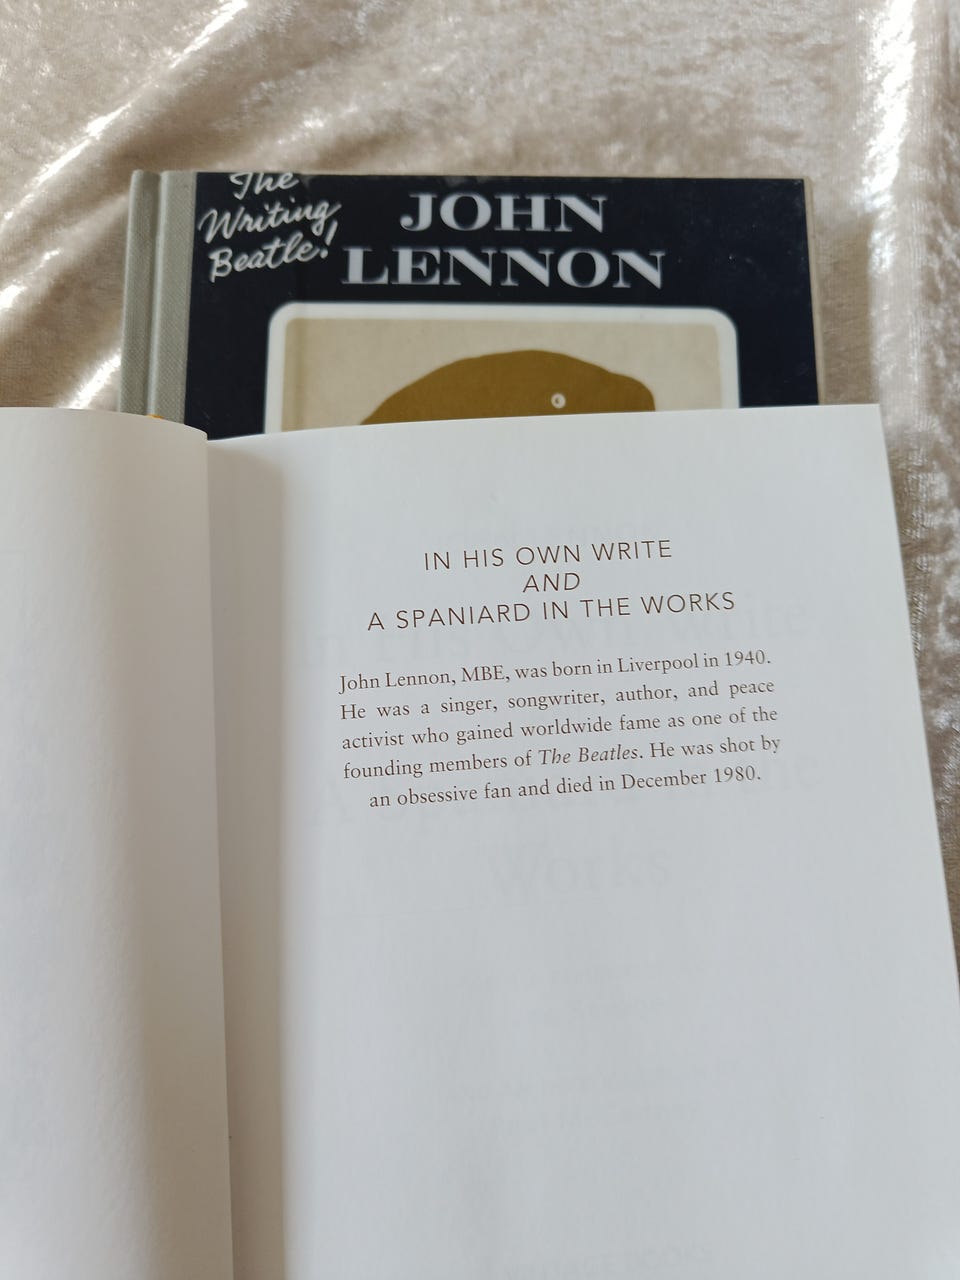 The
Writing
Beatle!
JOHN
LENNON
IN HIS OWN WRITE
AND
A SPANIARD IN THE WORKS
John Lennon, MBE, was born in Liverpool in 1940.
He was a singer, songwriter, author, and peace
activist who gained worldwide fame as one of the
founding members of The Beatles. He was shot by
an obsessive fan and died in December 1980.
Works